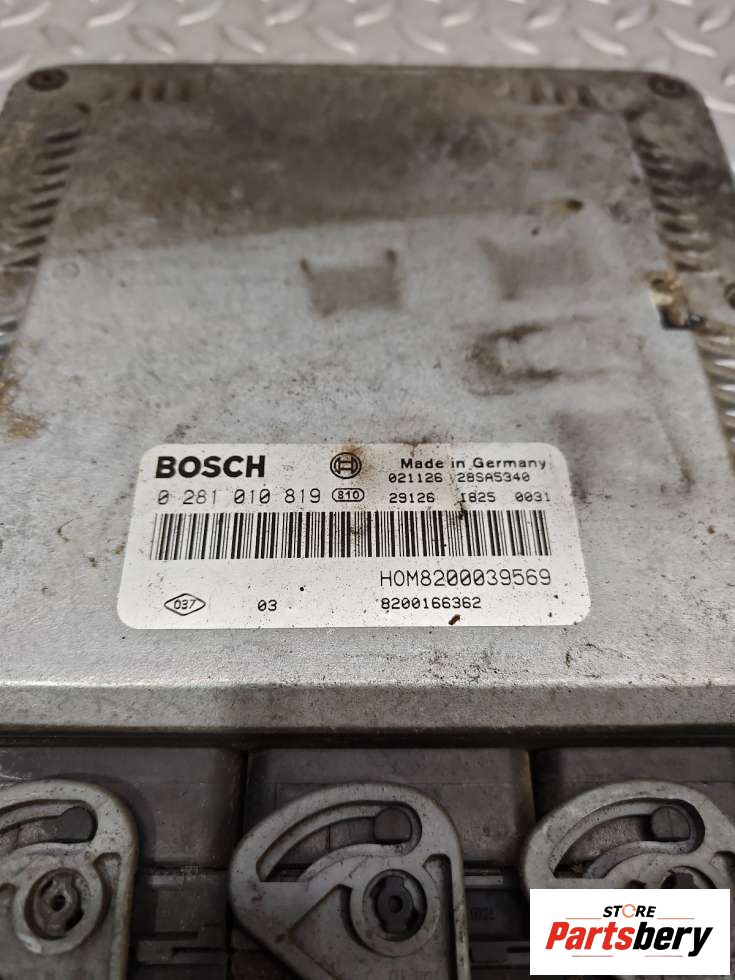 BOSCH
Made in Germany
021126 28SA5340
0 281 010 819 810 29126 1825 0031
HOM8200039569
037 03 8200166362
STORE
Partsbery